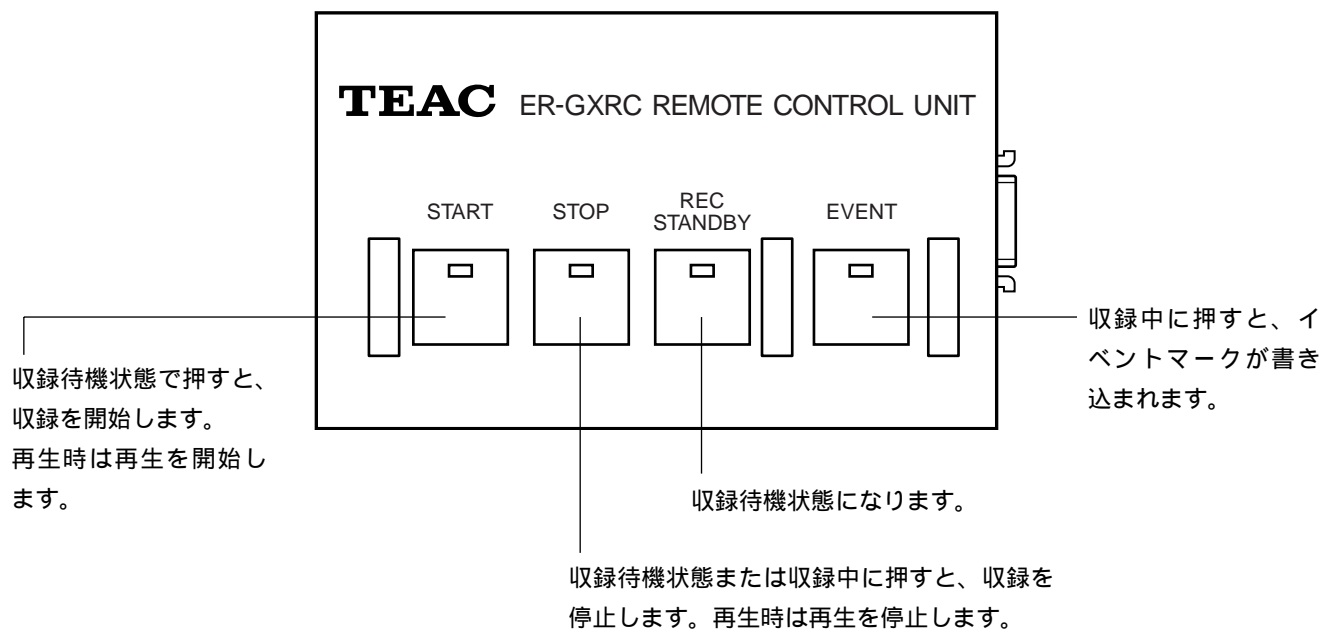 TEAC ER-GXRC REMOTE CONTROL UNIT
START
STOP
REC
STANDBY
EVENT
収録待機状態で押すと、
収録を開始します。
再生時は再生を開始し
ます。
収録中に押すと、イ
ベントマークが書き
込まれます。
収録待機状態になります。
収録待機状態または収録中に押すと、収録を
停止します。再生時は再生を停止します。